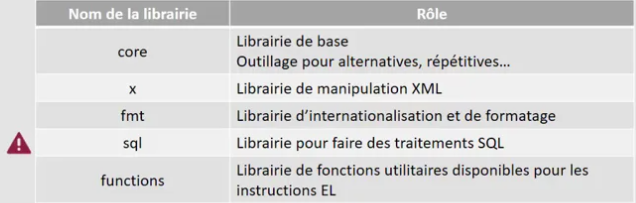 Nom de la librairie Rôle
core
Librairie de base
Outillage pour alternatives, répétitives…
x Librairie de manipulation XML
fmt Librairie d’internationalisation et de formatage
sql Librairie pour faire des traitements SQL
functions
Librairie de fonctions utilitaires disponibles pour les
instructions EL